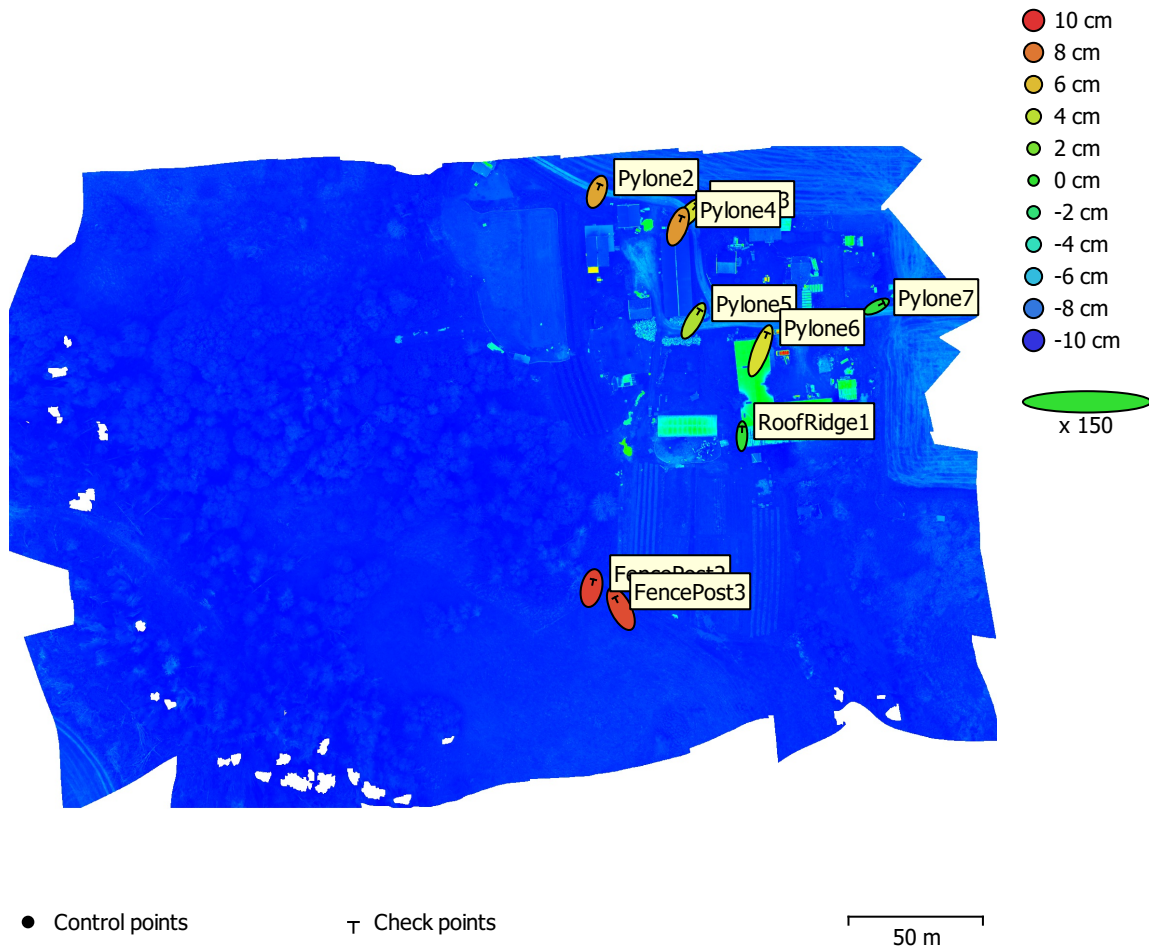 10 cm
8 cm
6 cm
4 cm
2 cm
0 cm
-2 cm
-4 cm
-6 cm
-8 cm
-10 cm
x 150
Pylone2
3
Pylone4
Pylone5
Pylone7
Pylone6
RoofRidge1
FencePost3
Control points
Check points
50 m